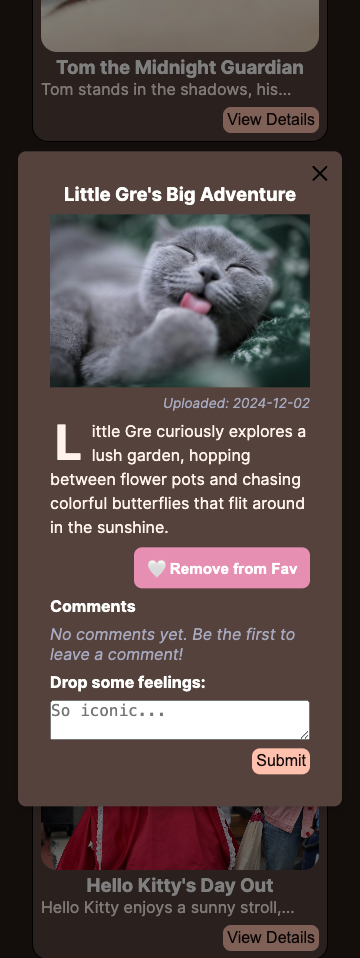 Tom the Midnight Guardian
Tom stands in the shadows, his...
View Details
Little Gre's Big Adventure
Uploaded: 2024-12-02
Little Gre curiously explores a
lush garden, hopping
between flower pots and chasing
colorful butterflies that flit around
in the sunshine.
🤍 Remove from Fav
Comments
No comments yet. Be the first to
leave a comment!
Drop some feelings:
So iconic...
Submit
Hello Kitty's Day Out
Hello Kitty enjoys a sunny stroll,...
View Details